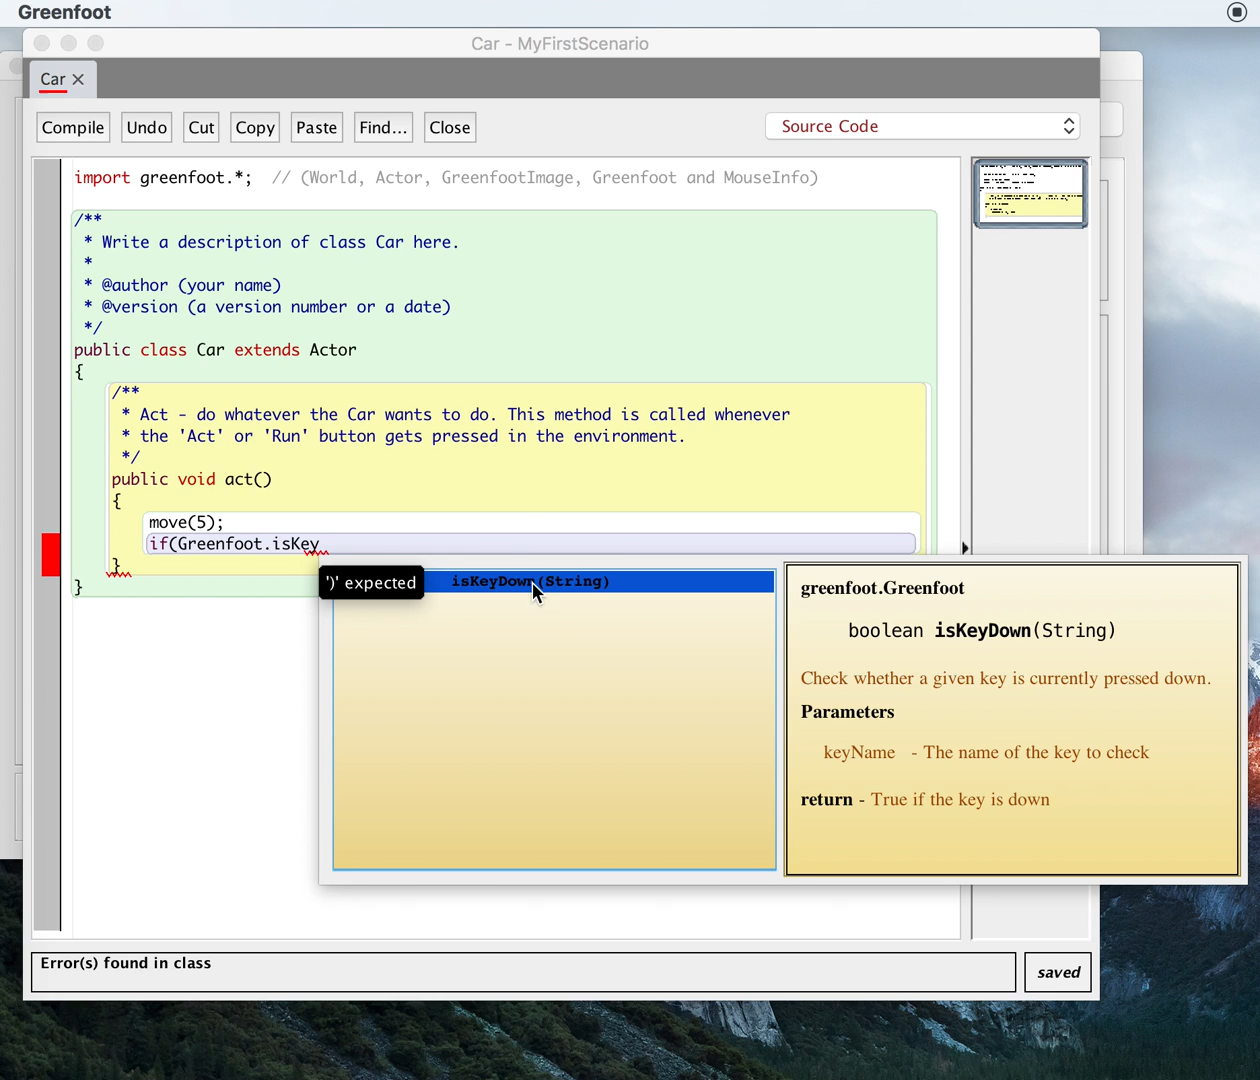 Greenfoot
Car - MyFirstScenario
Car ×
Compile Undo Cut Copy Paste Find... Close Source Code
import greenfoot.*;  // (World, Actor, GreenfootImage, Greenfoot and MouseInfo)
/**
 * Write a description of class Car here.
 *
 * @author (your name)
 * @version (a version number or a date)
 */
public class Car extends Actor
{
/**
 * Act - do whatever the Car wants to do. This method is called whenever
 * the 'Act' or 'Run' button gets pressed in the environment.
 */
public void act()
{
move(5);
if(Greenfoot.isKey
}
}
')' expected
isKeyDown(String)
greenfoot.Greenfoot
boolean isKeyDown(String)
Check whether a given key is currently pressed down.
Parameters
keyName - The name of the key to check
return - True if the key is down
Error(s) found in class
saved